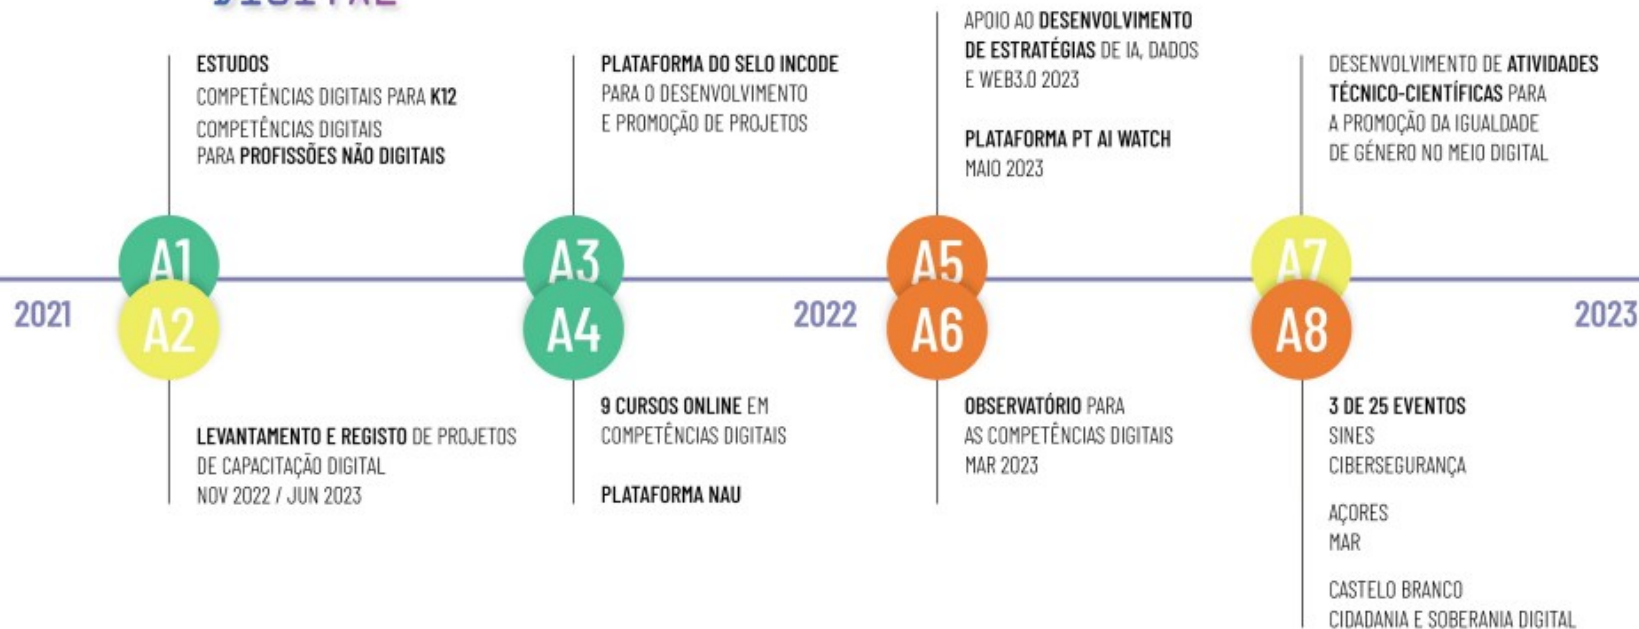 DIGITAL
ESTUDOS
COMPETÊNCIAS DIGITAIS PARA K12
COMPETÊNCIAS DIGITAIS
PARA PROFISSÕES NÃO DIGITAIS
PLATAFORMA DO SELO INCODE
PARA O DESENVOLVIMENTO
E PROMOÇÃO DE PROJETOS
APOIO AO DESENVOLVIMENTO
DE ESTRATÉGIAS DE IA, DADOS
E WEB3.0 2023
PLATAFORMA PT AI WATCH
MAIO 2023
DESENVOLVIMENTO DE ATIVIDADES
TÉCNICO-CIENTÍFICAS PARA
A PROMOÇÃO DA IGUALDADE
DE GÉNERO NO MEIO DIGITAL
A1
A3
A5
A7
2021
A2
A4
2022
A6
A8
2023
LEVANTAMENTO E REGISTO DE PROJETOS
DE CAPACITAÇÃO DIGITAL
NOV 2022 / JUN 2023
9 CURSOS ONLINE EM
COMPETÊNCIAS DIGITAIS
PLATAFORMA NAU
OBSERVATÓRIO PARA
AS COMPETÊNCIAS DIGITAIS
MAR 2023
3 DE 25 EVENTOS
SINES
CIBERSEGURANÇA
AÇORES
MAR
CASTELO BRANCO
CIDADANIA E SOBERANIA DIGITAL